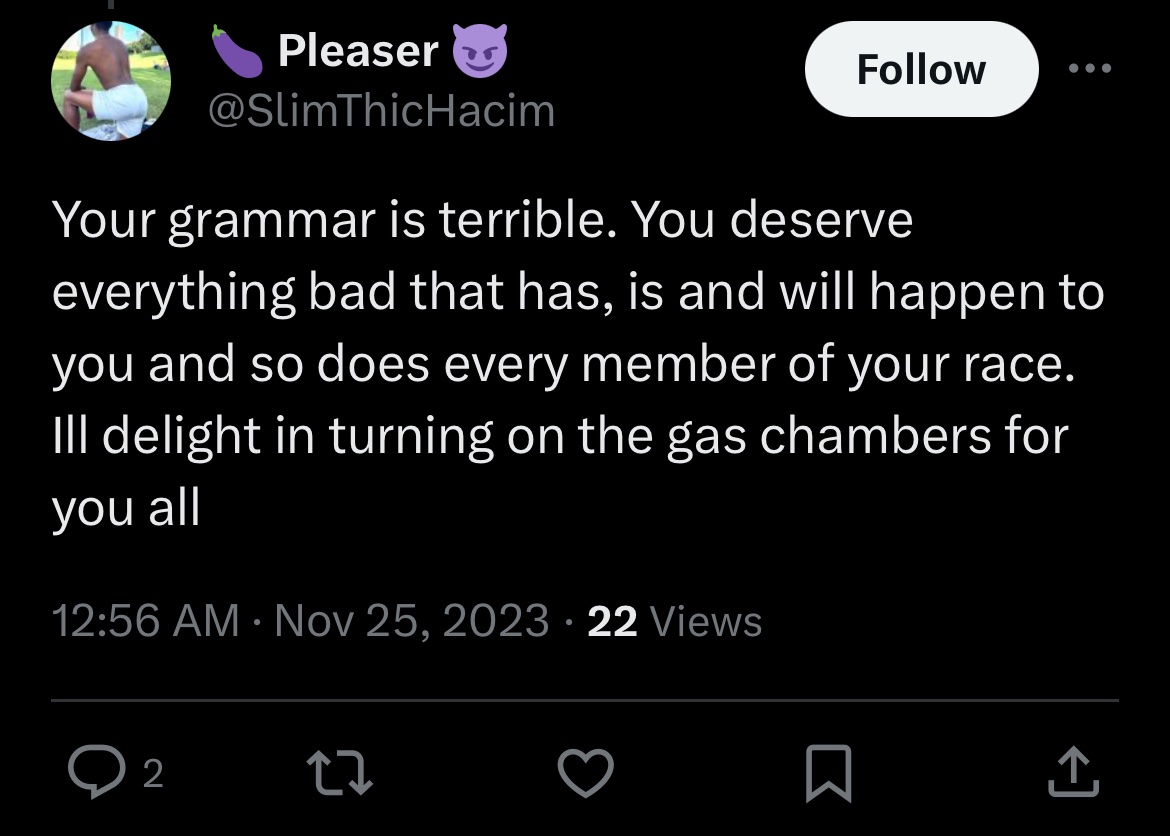 🍆 Pleaser 😈
@SlimThicHacim
Follow
Your grammar is terrible. You deserve
everything bad that has, is and will happen to
you and so does every member of your race.
Ill delight in turning on the gas chambers for
you all
12:56 AM · Nov 25, 2023 · 22 Views
2